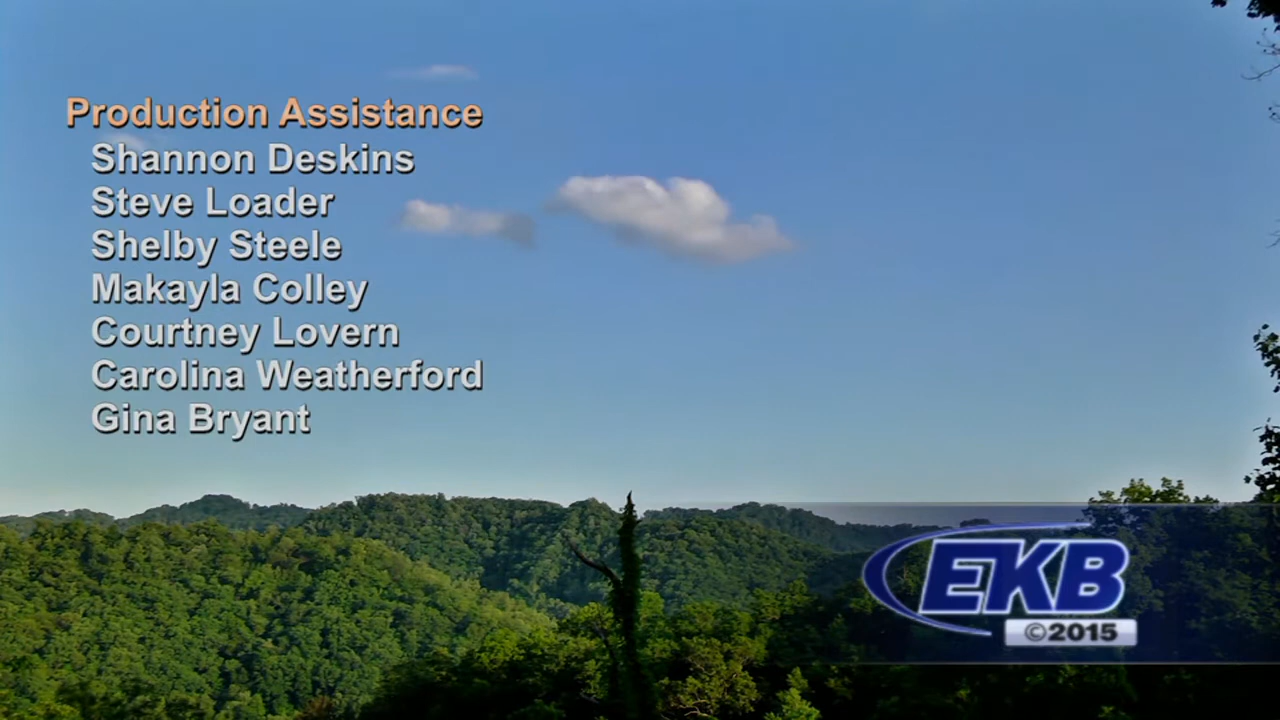 Production Assistance
Shannon Deskins
Steve Loader
Shelby Steele
Makayla Colley
Courtney Lovern
Carolina Weatherford
Gina Bryant
EKB
©2015